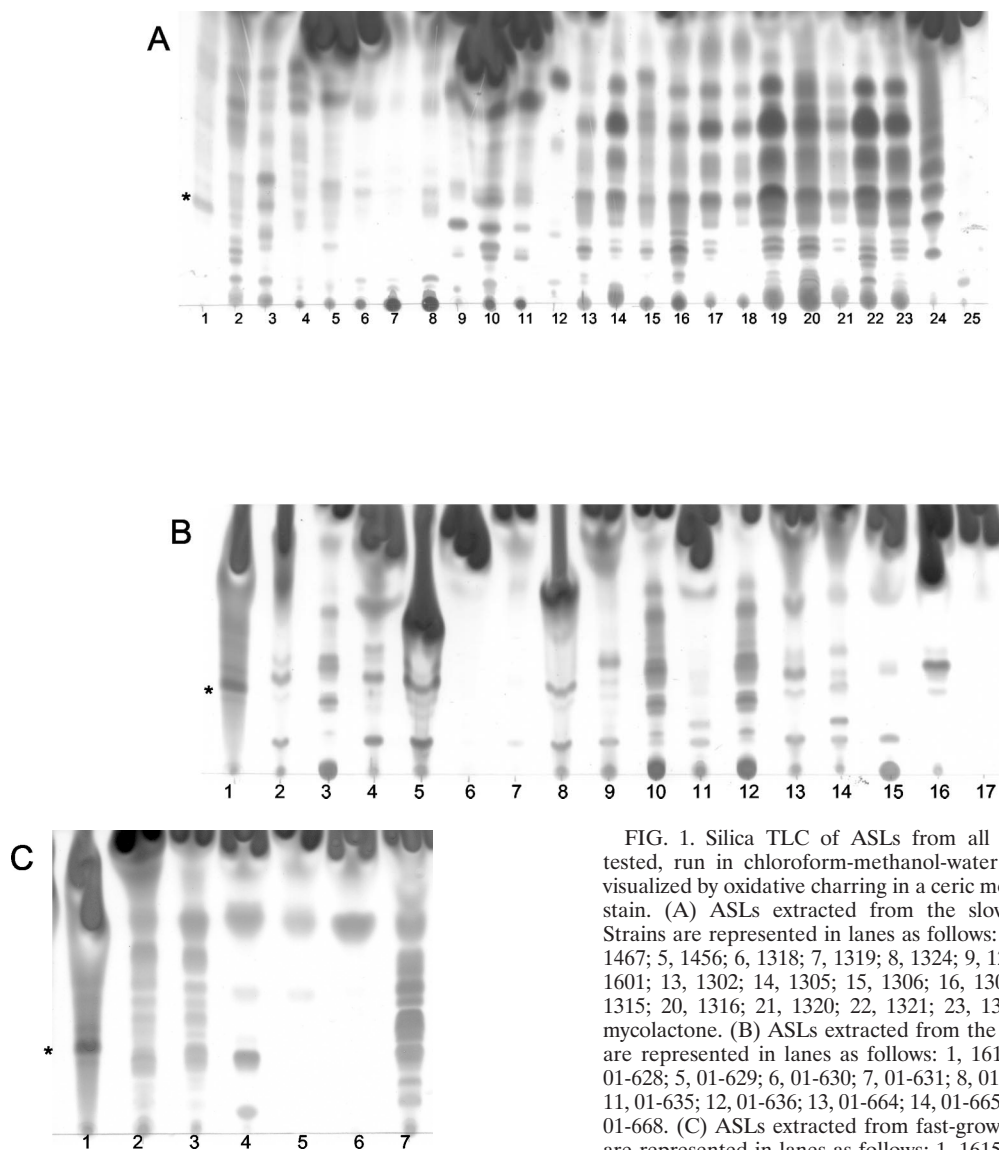 A
*
1 2 3 4 5 6 7 8 9 10 11 12 13 14 15 16 17 18 19 20 21 22 23 24 25
B
*
1 2 3 4 5 6 7 8 9 10 11 12 13 14 15 16 17
C
*
1 2 3 4 5 6 7
FIG. 1. Silica TLC of ASLs from all
tested, run in chloroform-methanol-water
visualized by oxidative charring in a ceric mo
stain. (A) ASLs extracted from the slow
Strains are represented in lanes as follows:
1467; 5, 1456; 6, 1318; 7, 1319; 8, 1324; 9, 12
1601; 13, 1302; 14, 1305; 15, 1306; 16, 130
1315; 20, 1316; 21, 1320; 22, 1321; 23, 13
mycolactone. (B) ASLs extracted from the
are represented in lanes as follows: 1, 161
01-628; 5, 01-629; 6, 01-630; 7, 01-631; 8, 01-
11, 01-635; 12, 01-636; 13, 01-664; 14, 01-665
01-668. (C) ASLs extracted from fast-grow
are represented in lanes as follows: 1, 1615